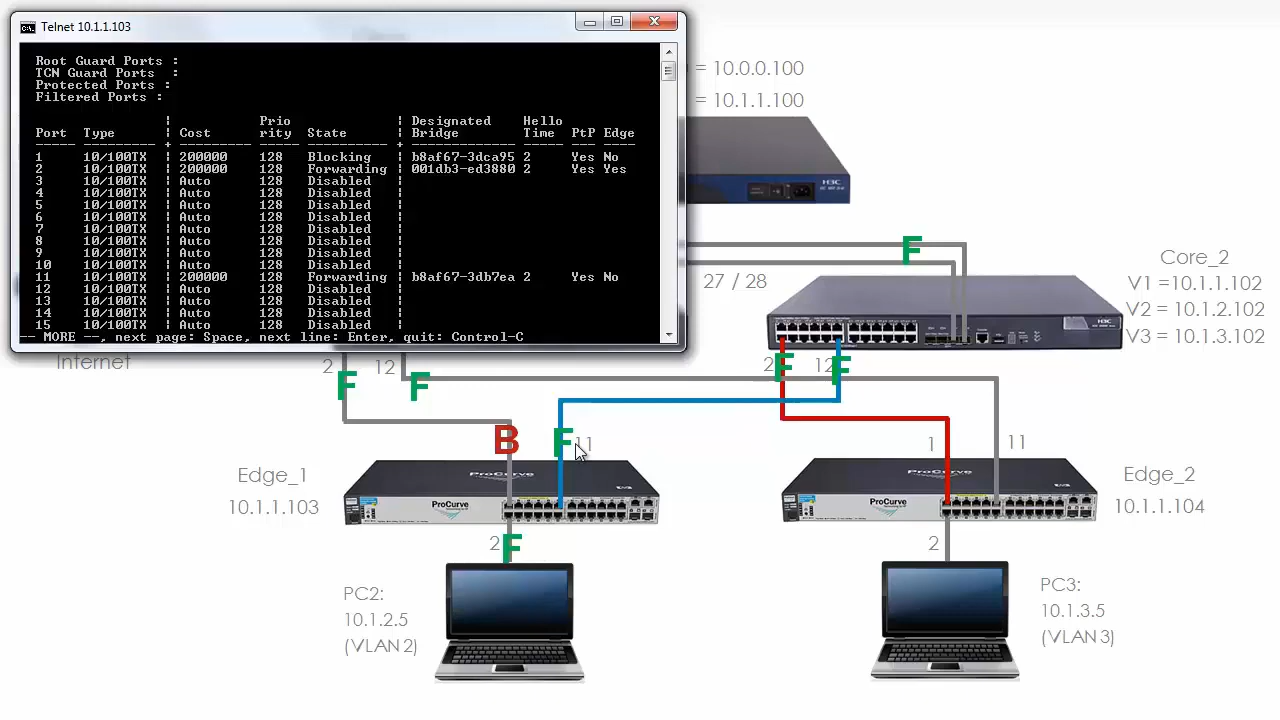 Telnet 10.1.1.103
Root Guard Ports :
TCN Guard Ports :
Protected Ports :
Filtered Ports :
| Prio | Designated Hello
Port Type | Cost rity State | Bridge Time PtP Edge
1 10/100TX | 200000 128 Blocking | b8af67-3dca95 2 Yes No
2 10/100TX | 200000 128 Forwarding | 001db3-ed3880 2 Yes Yes
3 10/100TX | Auto 128 Disabled |
4 10/100TX | Auto 128 Disabled |
5 10/100TX | Auto 128 Disabled |
6 10/100TX | Auto 128 Disabled |
7 10/100TX | Auto 128 Disabled |
8 10/100TX | Auto 128 Disabled |
9 10/100TX | Auto 128 Disabled |
10 10/100TX | Auto 128 Disabled |
11 10/100TX | 200000 128 Forwarding | b8af67-3db7ea 2 Yes No
12 10/100TX | Auto 128 Disabled |
13 10/100TX | Auto 128 Disabled |
14 10/100TX | Auto 128 Disabled |
15 10/100TX | Auto 128 Disabled |
-- MORE --, next page: Space, next line: Enter, quit: Control-C
= 10.0.0.100
= 10.1.1.100
H3C
F
27 / 28
Core_2
V1 =10.1.1.102
V2 = 10.1.2.102
V3 = 10.1.3.102
H3C
Internet
2 12
F F
2 F 12 F
B F 11
1 11
Edge_1
10.1.1.103
ProCurve
ProCurve
Edge_2
10.1.1.104
ProCurve
ProCurve
2 F
2
PC2:
10.1.2.5
(VLAN 2)
PC3:
10.1.3.5
(VLAN 3)